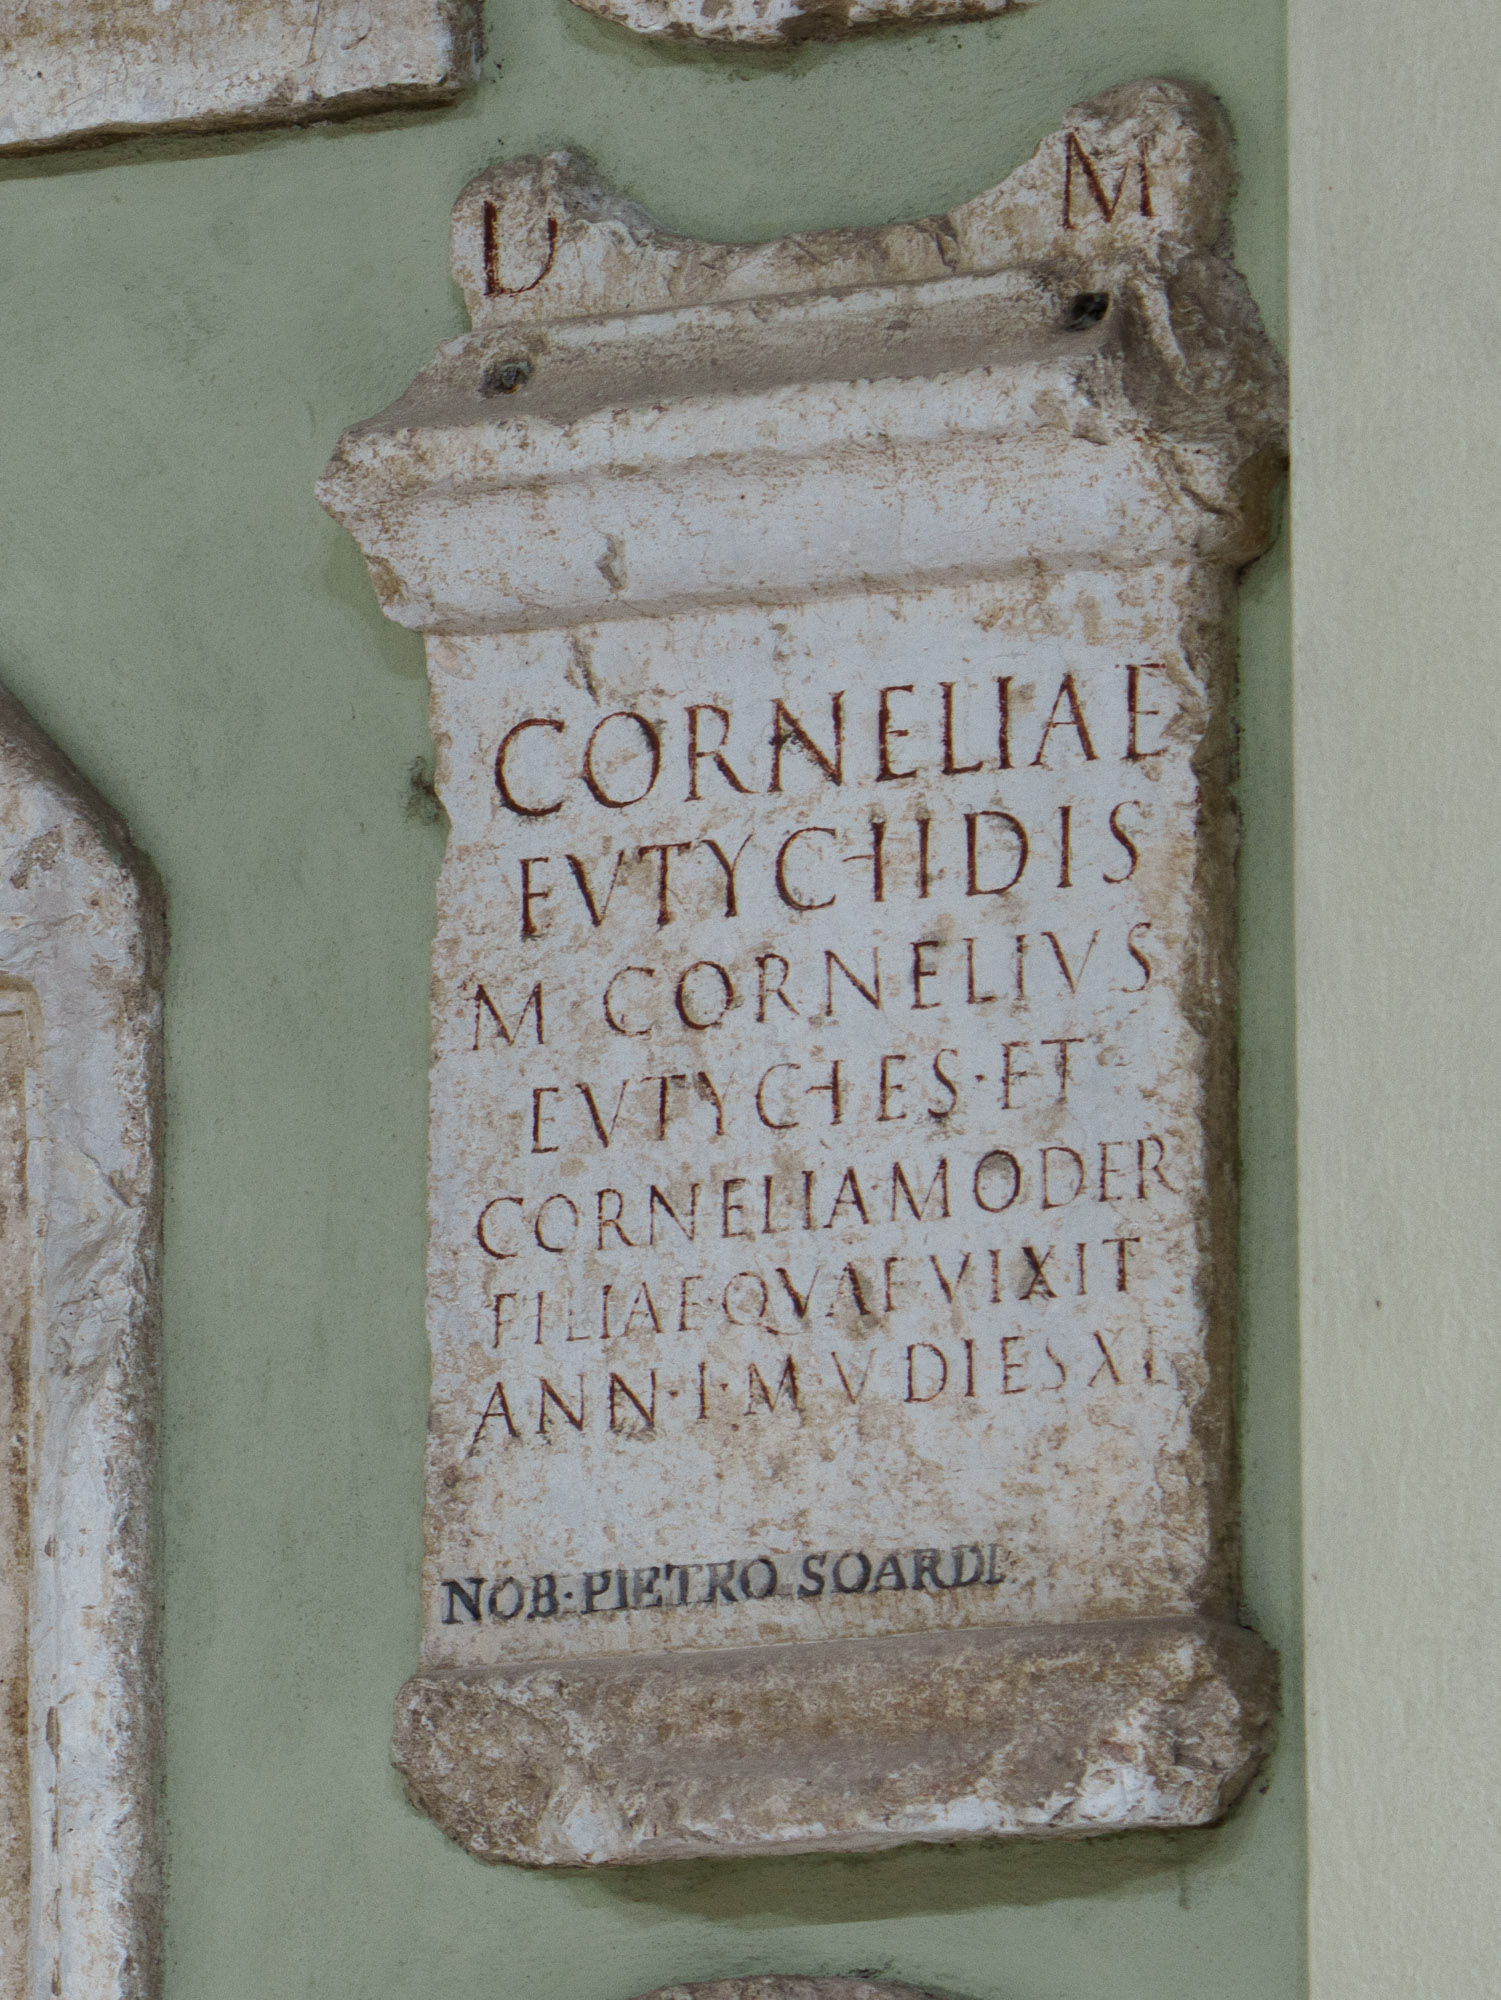 D M
CORNELIAE
EVTYCHIDIS
M CORNELIVS
EVTYCHES·ET
CORNELIA·MODER
FILIAE·QVAE VIXIT
ANN·I·M V DIES XI
NOB·PIETRO SOARDI